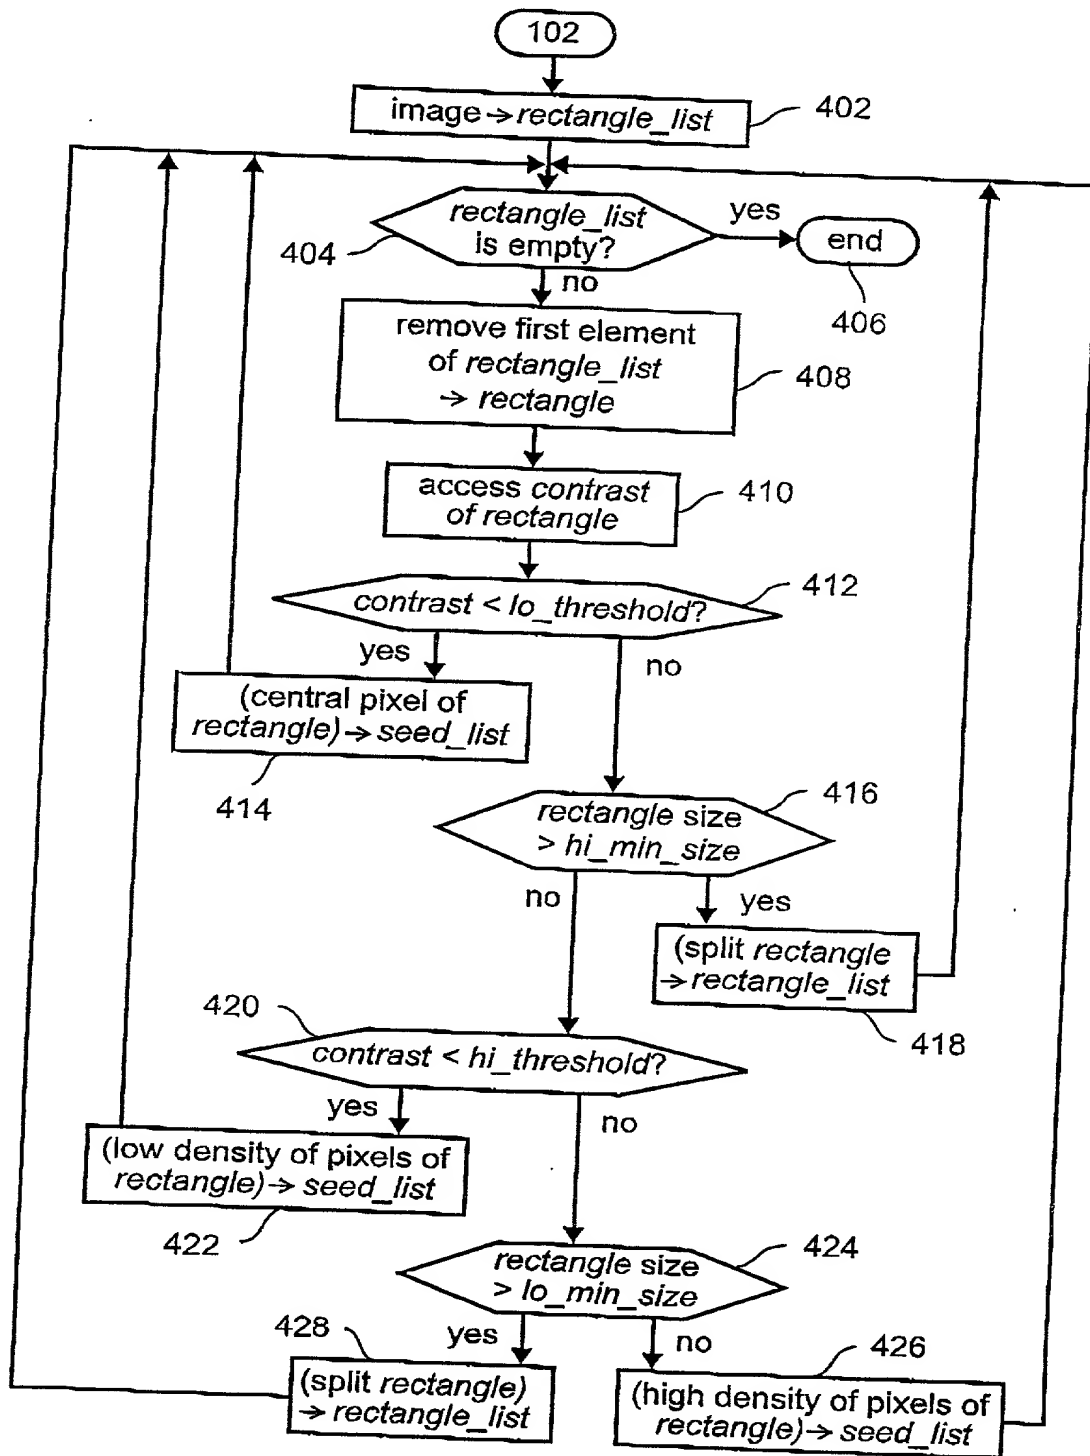 102
image → rectangle_list
402
rectangle_list
is empty?
404
yes
end
406
no
remove first element
of rectangle_list
→ rectangle
408
access contrast
of rectangle
410
contrast < lo_threshold?
412
yes
no
(central pixel of
rectangle) → seed_list
414
rectangle size
> hi_min_size
416
no
yes
(split rectangle
→ rectangle_list
418
420
contrast < hi_threshold?
yes
no
(low density of pixels of
rectangle) → seed_list
422
rectangle size
> lo_min_size
424
428
yes
no
426
(split rectangle)
→ rectangle_list
(high density of pixels of
rectangle) → seed_list